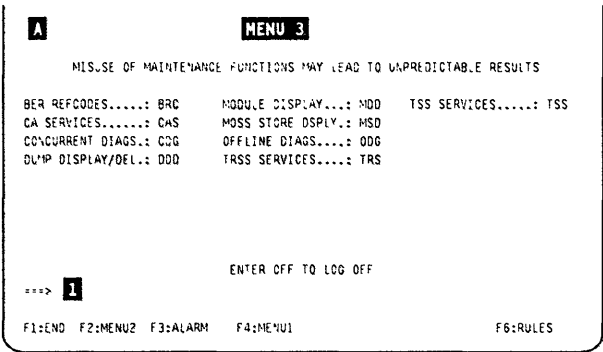 A MENU 3
MISUSE OF MAINTENANCE FUNCTIONS MAY LEAD TO UNPREDICTABLE RESULTS
BER REFCODES.....: BRC MODULE DISPLAY...: MDD TSS SERVICES.....: TSS
CA SERVICES......: CAS MOSS STORE DSPLY.: MSD
CONCURRENT DIAGS.: CDG OFFLINE DIAGS....: ODG
DUMP DISPLAY/DEL.: DDD TRSS SERVICES....: TRS
ENTER OFF TO LOG OFF
===> 1
F1:END F2:MENU2 F3:ALARM F4:MENU1 F6:RULES